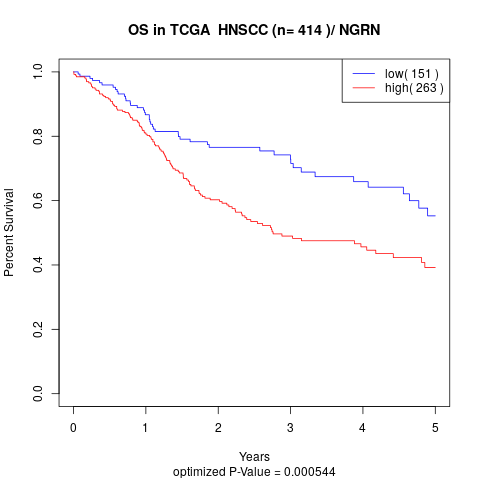 OS in TCGA  HNSCC (n= 414 )/ NGRN
low( 151 )
high( 263 )
Percent Survival
1.0
0.8
0.6
0.4
0.2
0.0
0 1 2 3 4 5
Years
optimized P-Value = 0.000544